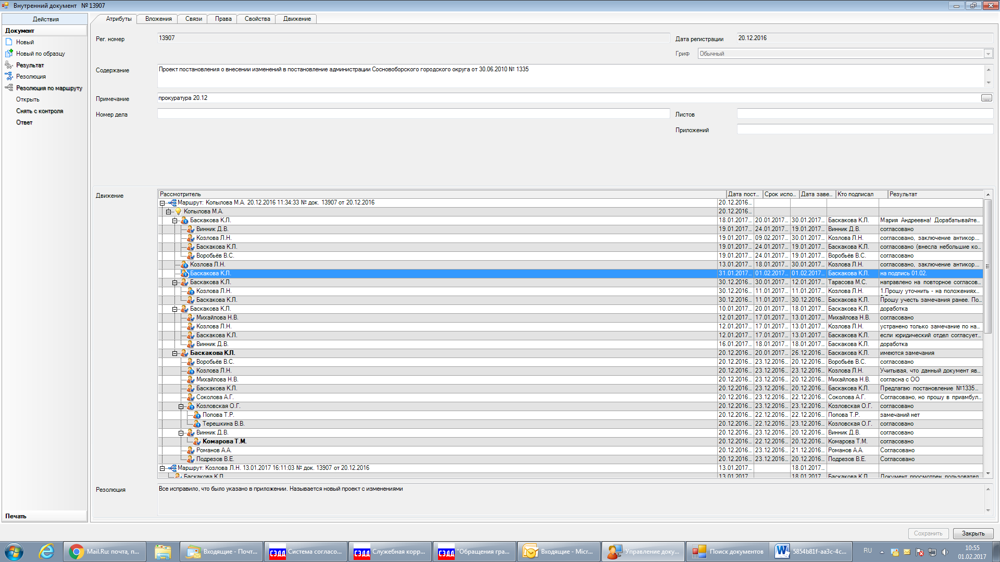 Внутренний документ № 13907
Действия
Документ
Новый
Новый по образцу
Результат
Резолюция
Резолюция по маршруту
Открыть
Снять с контроля
Ответ
Печать
Атрибуты Вложения Связи Права Свойства Движение
Рег. номер 13907 Дата регистрации 20.12.2016
Гриф Обычный
Содержание Проект постановления о внесении изменений в постановление администрации Сосновоборского городского округа от 30.06.2010 № 1335
Примечание прокуратура 20.12 ...
Номер дела Листов
Приложений
Движение
Рассмотритель Дата пост... Срок испо... Дата заве... Кто подписал Результат
Маршрут: Копылова М.А. 20.12.2016 11:34:33 № док. 13907 от 20.12.2016 20.12.2016...
Копылова М.А. 20.12.2016...
Баскакова К.Л. 18.01.2017... 20.01.2017... 30.01.2017... Баскакова К.Л. Мария Андреевна! Дорабатывайте...
Винник Д.В. 19.01.2017... 24.01.2017... 19.01.2017... Винник Д.В. согласовано
Козлова Л.Н. 19.01.2017... 09.02.2017... 30.01.2017... Козлова Л.Н. согласовано, заключение антикор....
Баскакова К.Л. 19.01.2017... 24.01.2017... 19.01.2017... Баскакова К.Л. согласовано (внесла небольшие ко...
Воробьёв В.С. 19.01.2017... 24.01.2017... 19.01.2017... Воробьёв В.С. согласовано
Козлова Л.Н. 13.01.2017... 18.01.2017... 30.01.2017... Козлова Л.Н. согласовано, заключение антикор....
Баскакова К.Л. 31.01.2017... 01.02.2017... 01.02.2017... Баскакова К.Л. на подпись 01.02.
Баскакова К.Л. 30.12.2016... 30.01.2017... 12.01.2017... Тарасова М.С. направлено на повторное согласов...
Козлова Л.Н. 30.12.2016... 11.01.2017... 11.01.2017... Козлова Л.Н. 1.Прошу уточнить - на положениях...
Баскакова К.Л. 30.12.2016... 11.01.2017... 30.12.2016... Баскакова К.Л. Прошу учесть замечания ранее. По...
Баскакова К.Л. 10.01.2017... 20.01.2017... 18.01.2017... Баскакова К.Л. доработка
Михайлова Н.В. 12.01.2017... 17.01.2017... 13.01.2017... Михайлова Н.В. согласовано
Козлова Л.Н. 12.01.2017... 17.01.2017... 13.01.2017... Козлова Л.Н. устранено только замечание по на...
Баскакова К.Л. 12.01.2017... 17.01.2017... 13.01.2017... Баскакова К.Л. если юридический отдел согласует...
Винник Д.В. 16.01.2017... 18.01.2017... 18.01.2017... Баскакова К.Л. доработка
Баскакова К.Л. 20.12.2016... 20.01.2017... 26.12.2016... Баскакова К.Л. имеются замечания
Воробьёв В.С. 20.12.2016... 23.12.2016... 20.12.2016... Воробьёв В.С. согласовано
Козлова Л.Н. 20.12.2016... 23.12.2016... 23.12.2016... Козлова Л.Н. Учитывая, что данный документ яв...
Михайлова Н.В. 20.12.2016... 23.12.2016... 20.12.2016... Михайлова Н.В. согласна с ОО
Баскакова К.Л. 20.12.2016... 23.12.2016... 20.12.2016... Баскакова К.Л. Предлагаю постановление №1335...
Соколова А.Г. 20.12.2016... 23.12.2016... 22.12.2016... Соколова А.Г. Согласовано, но прошу в приамбул...
Козловская О.Г. 20.12.2016... 23.12.2016... 23.12.2016... Козловская О.Г. согласовано
Попова Т.Р. 20.12.2016... 22.12.2016... 22.12.2016... Попова Т.Р. замечаний нет
Терешкина В.В. 20.12.2016... 22.12.2016... 23.12.2016... Козловская О.Г. согласовано
Винник Д.В. 20.12.2016... 23.12.2016... 20.12.2016... Винник Д.В. согласовано
Комарова Т.М. 20.12.2016... 22.12.2016... 20.12.2016... Комарова Т.М. согласовано
Романов А.А. 20.12.2016... 23.12.2016... 21.12.2016... Романов А.А. Согласовано
Подрезов В.Е. 20.12.2016... 23.12.2016... 20.12.2016... Подрезов В.Е. Согласовано
Маршрут: Козлова Л.Н. 13.01.2017 16:11:03 № док. 13907 от 20.12.2016 13.01.2017... 18.01.2017...
Баскакова К.Л. 13.01.2017 18.01.2017 Баскакова К.Л. Документ просмотрен пользовател
Резолюция Все исправило, что было указано в приложении. Называется новый проект с изменениями
Сохранить Закрыть
Mail.Ru: почта, п... Входящие - Почт... СЭДД Система согласо... СЭДД Служебная корр... СЭДД "Обращения гра... Входящие - Micr... Управление доку... Поиск документов 5854b81f-aa3c-4c... RU 10:55
01.02.2017